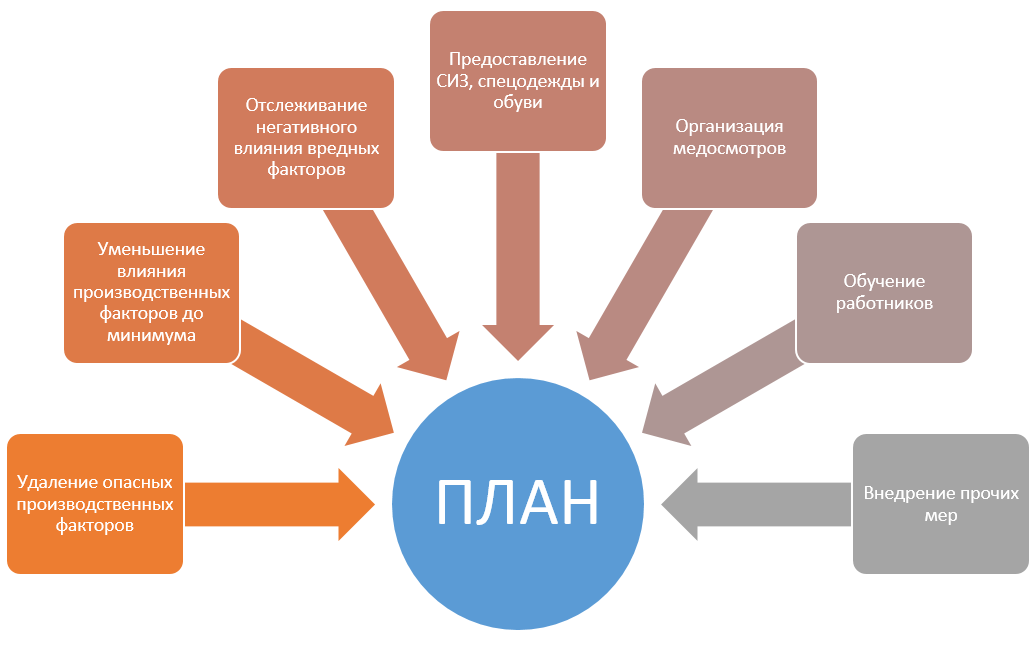 Предоставление
СИЗ, спецодежды и
обуви
Отслеживание
негативного
влияния вредных
факторов
Организация
медосмотров
Уменьшение
влияния
производственных
факторов до
минимума
Обучение
работников
Удаление опасных
производственных
факторов
ПЛАН
Внедрение прочих
мер